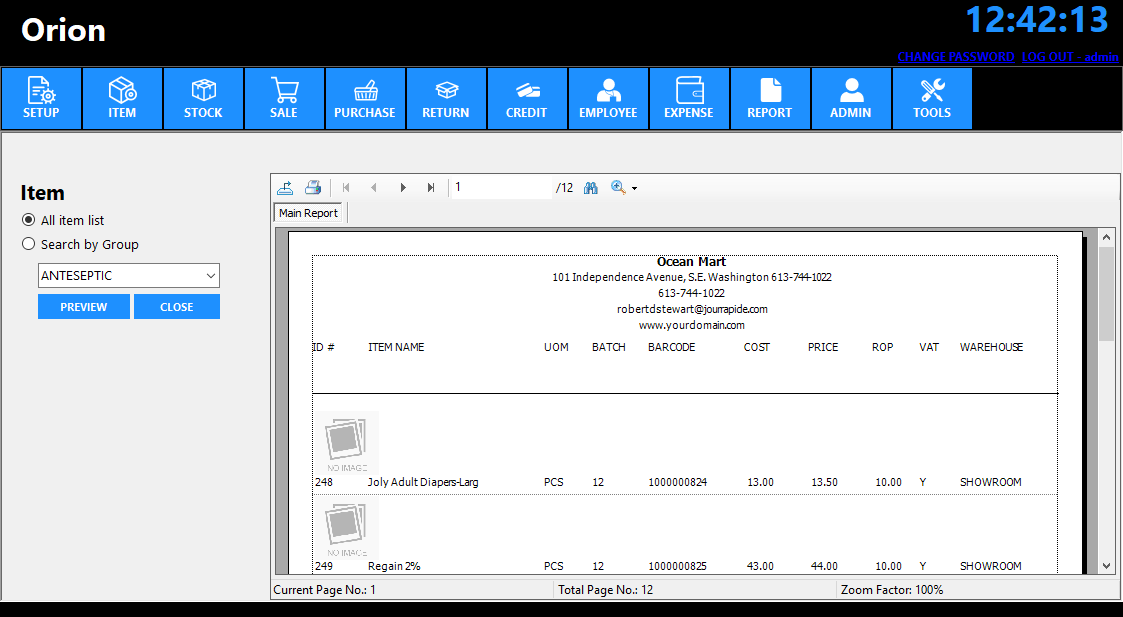 Orion
12:42:13
CHANGE PASSWORD LOG OUT - admin
SETUP ITEM STOCK SALE PURCHASE RETURN CREDIT EMPLOYEE EXPENSE REPORT ADMIN TOOLS
Item
All item list
Search by Group
ANTESEPTIC
PREVIEW CLOSE
1 /12
Main Report
Ocean Mart
101 Independence Avenue, S.E. Washington 613-744-1022
613-744-1022
robertdstewart@jourrapide.com
www.yourdomain.com
ID # ITEM NAME UOM BATCH BARCODE COST PRICE ROP VAT WAREHOUSE
NO IMAGE
248 Joly Adult Diapers-Larg PCS 12 1000000824 13.00 13.50 10.00 Y SHOWROOM
NO IMAGE
249 Regain 2% PCS 12 1000000825 43.00 44.00 10.00 Y SHOWROOM
Current Page No.: 1 Total Page No.: 12 Zoom Factor: 100%